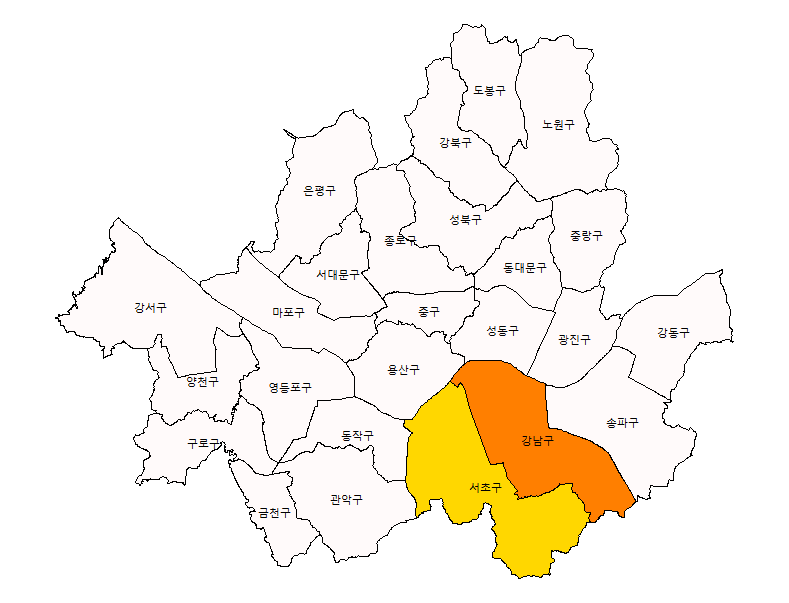 도봉구
노원구
강북구
은평구
성북구
중랑구
종로구
동대문구
서대문구
강서구
마포구
중구
성동구
광진구
강동구
용산구
양천구
영등포구
송파구
동작구
강남구
구로구
서초구
관악구
금천구